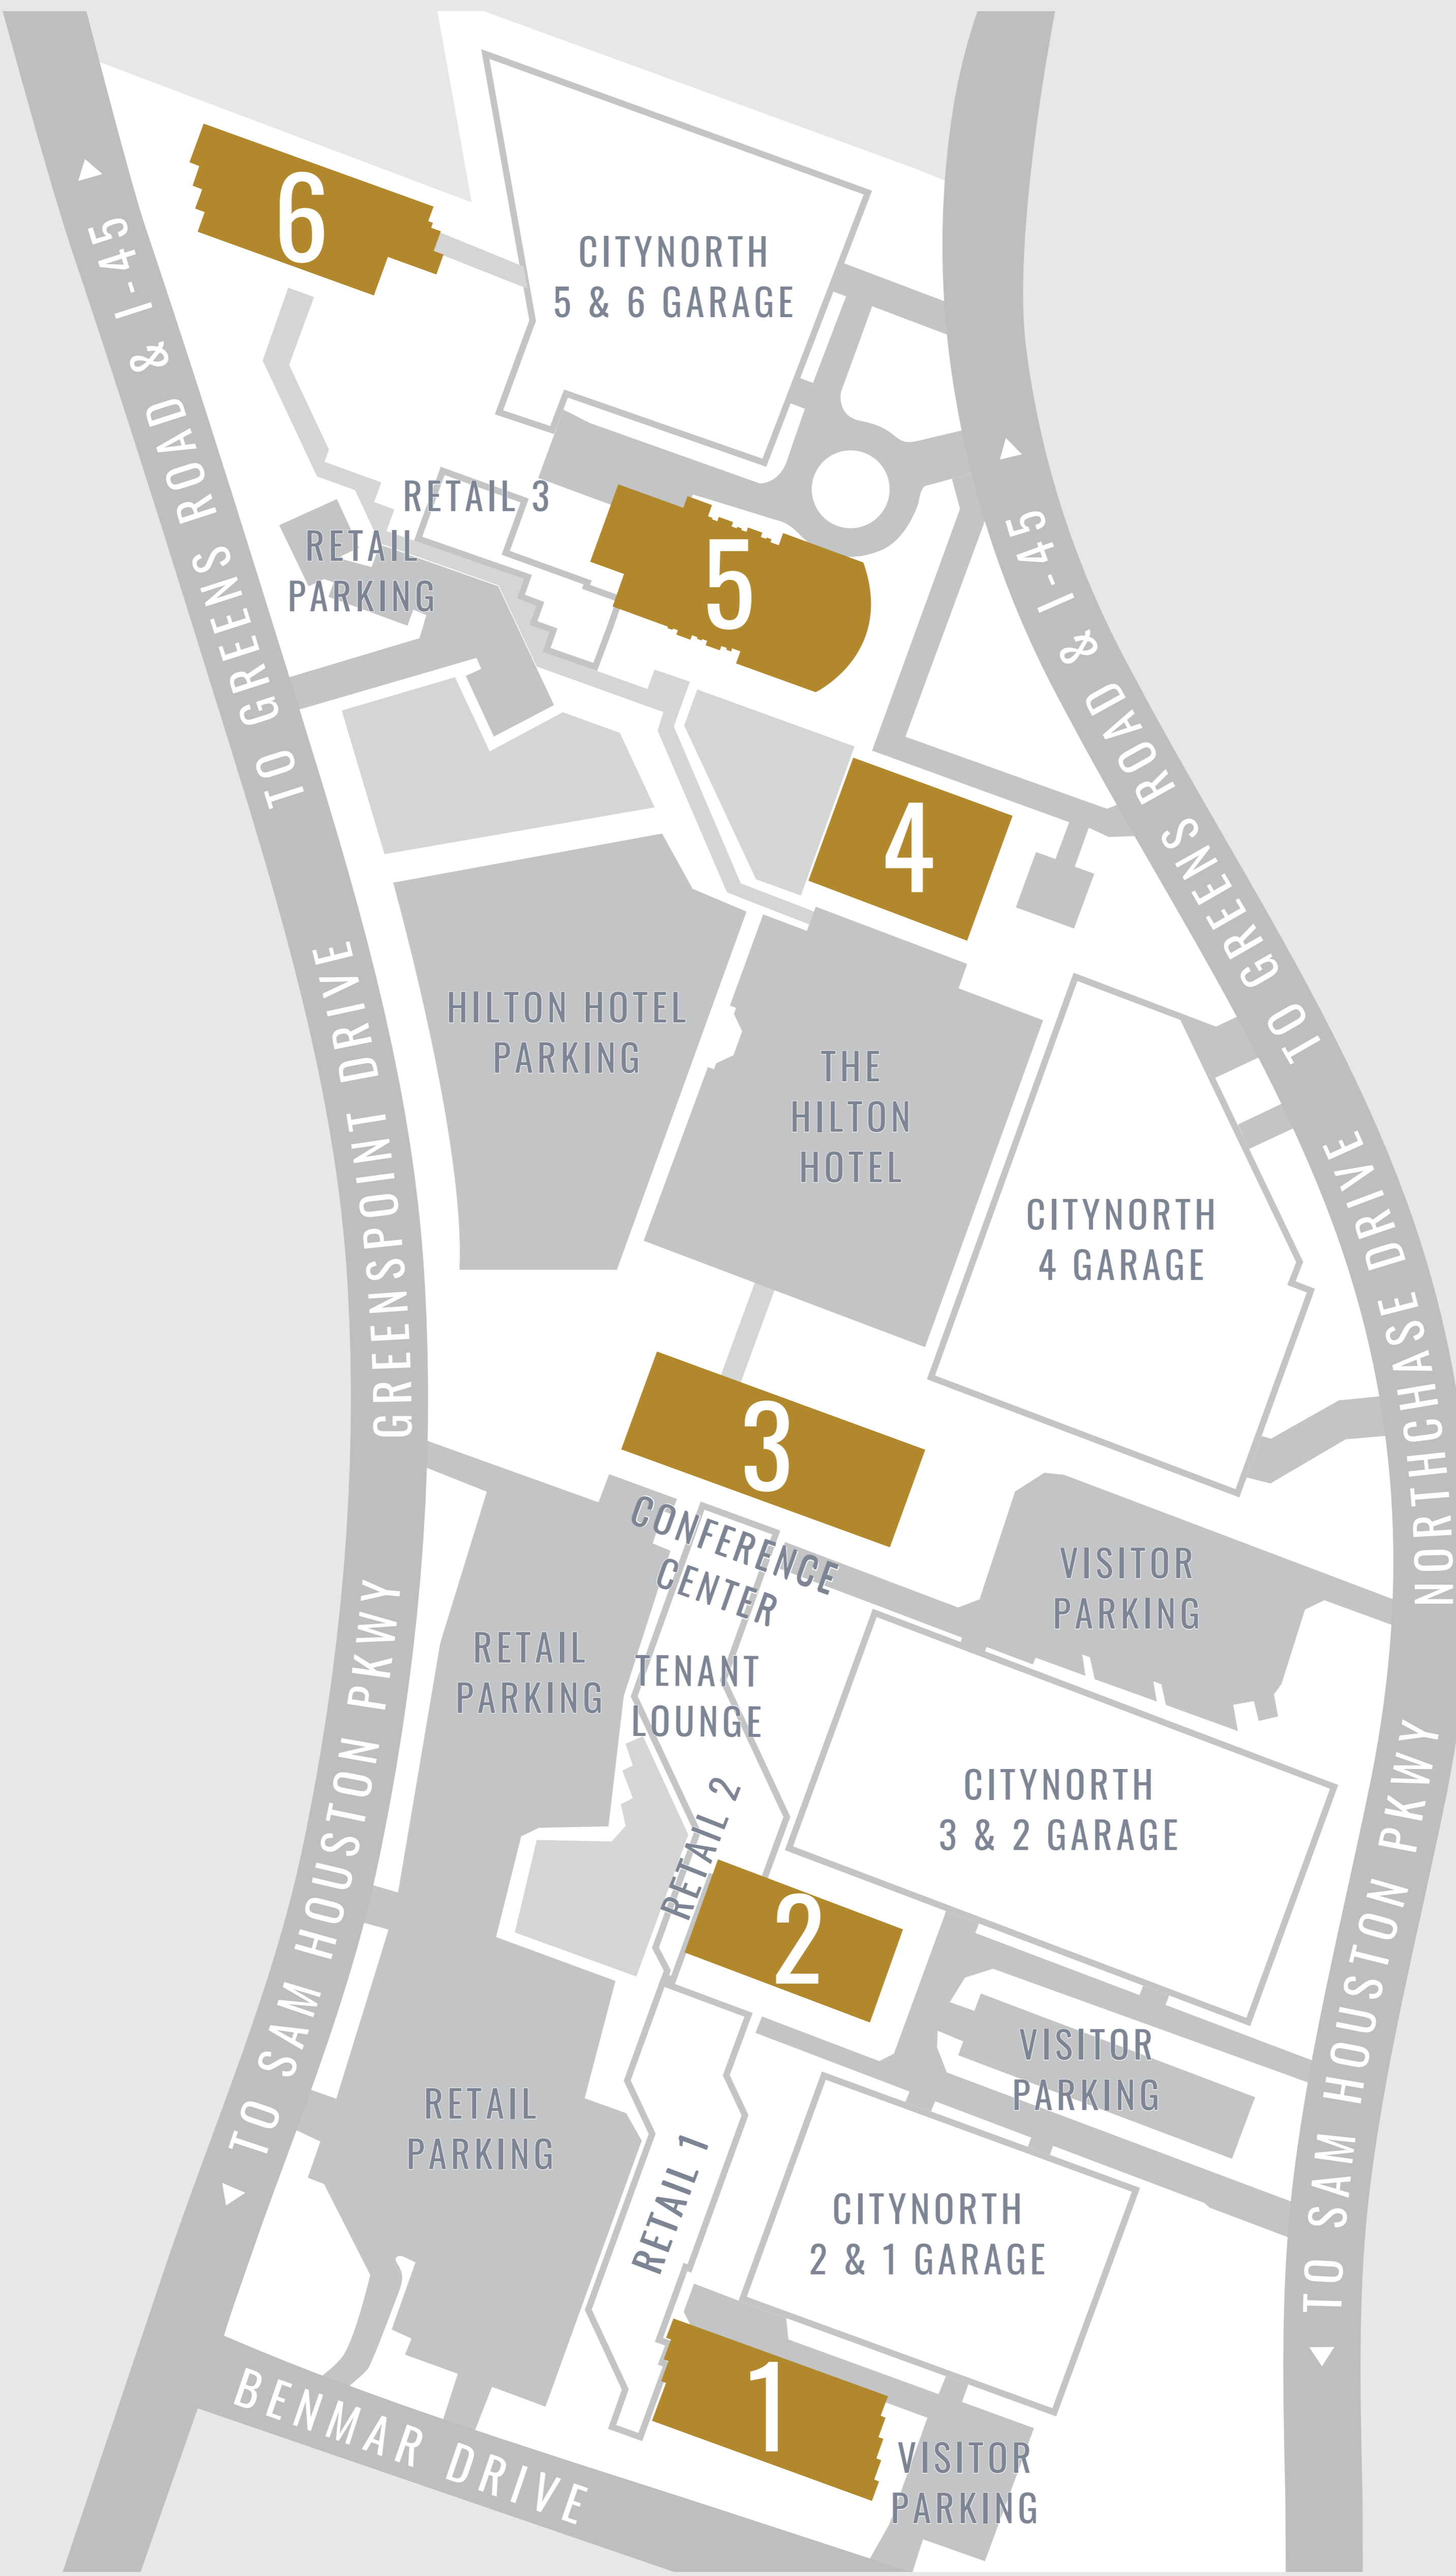 6
CITYNORTH
5 & 6 GARAGE
TO GREENS ROAD & I-45
RETAIL 3
RETAIL
PARKING
5
TO GREENS ROAD & I-45
4
GREENSPOINT DRIVE
HILTON HOTEL
PARKING
THE
HILTON
HOTEL
CITYNORTH
4 GARAGE
NORTHCHASE DRIVE
3
CONFERENCE
CENTER
VISITOR
PARKING
RETAIL
PARKING
TENANT
LOUNGE
RETAIL 2
CITYNORTH
3 & 2 GARAGE
2
TO SAM HOUSTON PKWY
TO SAM HOUSTON PKWY
VISITOR
PARKING
RETAIL
PARKING
RETAIL 1
CITYNORTH
2 & 1 GARAGE
1
BENMAR DRIVE
VISITOR
PARKING